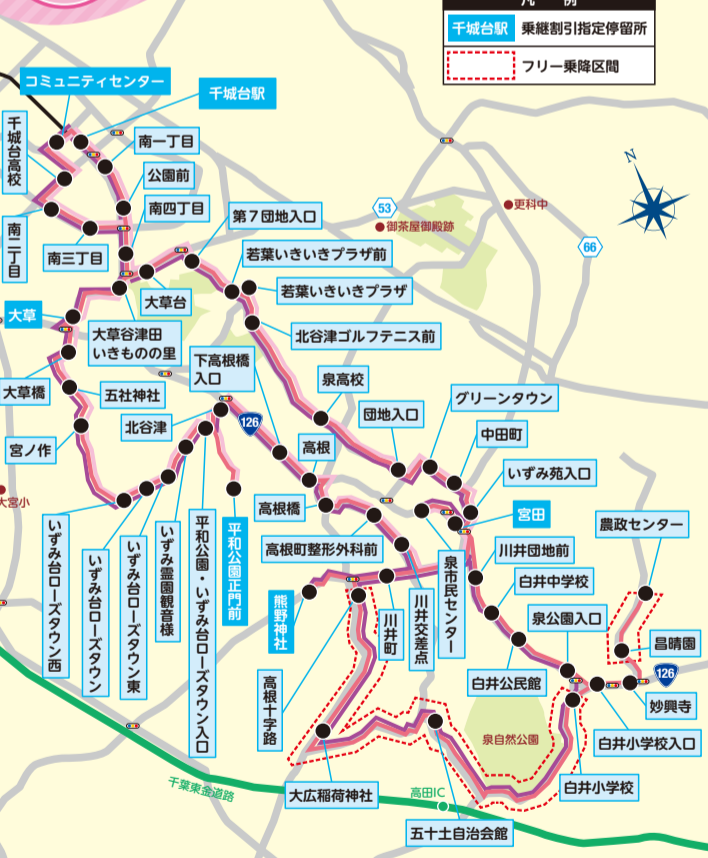 凡 例
千城台駅 乗継割引指定停留所
フリー乗降区間
コミュニティセンター
千城台駅
千城台高校
南一丁目
公園前
南四丁目
南二丁目
南三丁目
第7団地入口
若葉いきいきプラザ前
若葉いきいきプラザ
大草台
北谷津ゴルフテニス前
大草
大草谷津田
いきものの里
大草橋
五社神社
宮ノ作
北谷津
下高根橋
入口
126
泉高校
団地入口
グリーンタウン
中田町
いずみ苑入口
高根
高根橋
高根町整形外科前
宮田
川井団地前
白井中学校
泉公園入口
農政センター
昌晴園
126
妙興寺
白井小学校入口
白井小学校
白井公民館
泉自然公園
泉市民センター
川井交差点
川井町
熊野神社
高根十字路
大広稲荷神社
五十土自治会館
いずみ台ローズタウン西
いずみ台ローズタウン
いずみ台ローズタウン東
いずみ霊園観音様
平和公園・いずみ台ローズタウン入口
平和公園正門前
大宮小
千葉東金道路
高田IC
53
御茶屋御殿跡
更科中
66
N